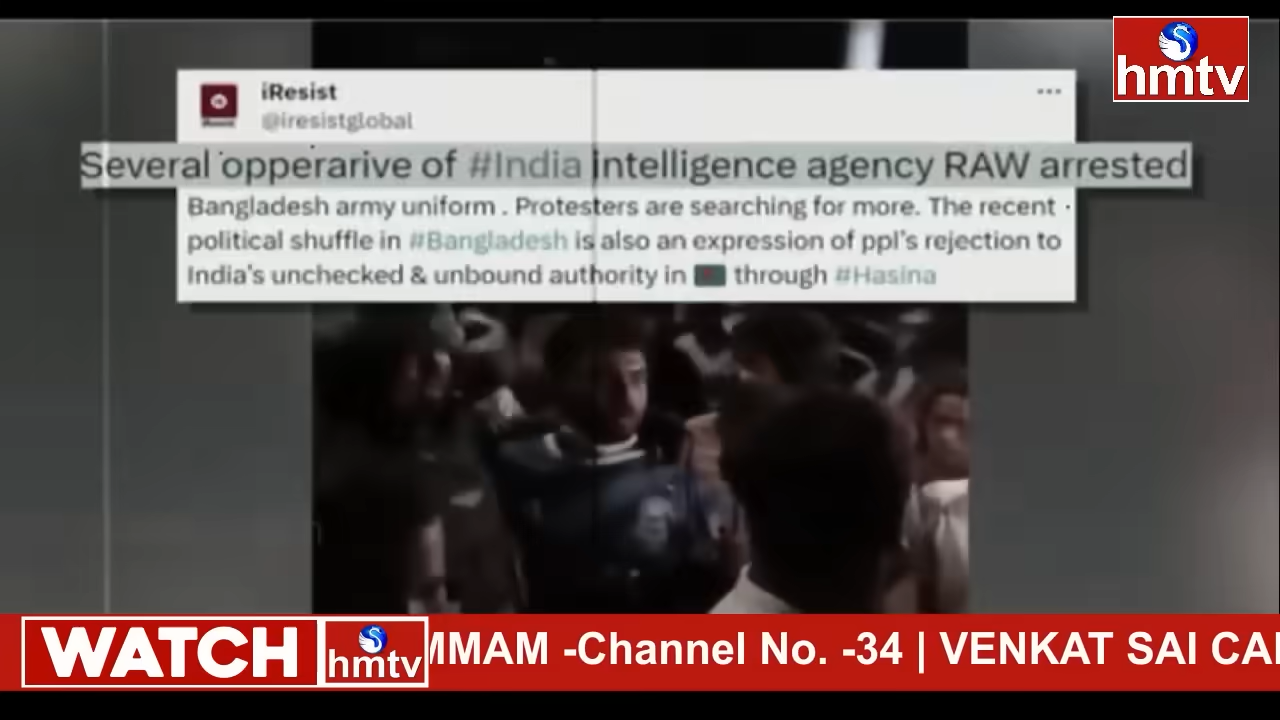 hmtv
iResist
@iresistglobal
Several opperarive of #India intelligence agency RAW arrested
Bangladesh army uniform . Protesters are searching for more. The recent
political shuffle in #Bangladesh is also an expression of ppl's rejection to
India's unchecked & unbound authority in 🇧🇩 through #Hasina
WATCH hmtv MMAM -Channel No. -34 | VENKAT SAI CA